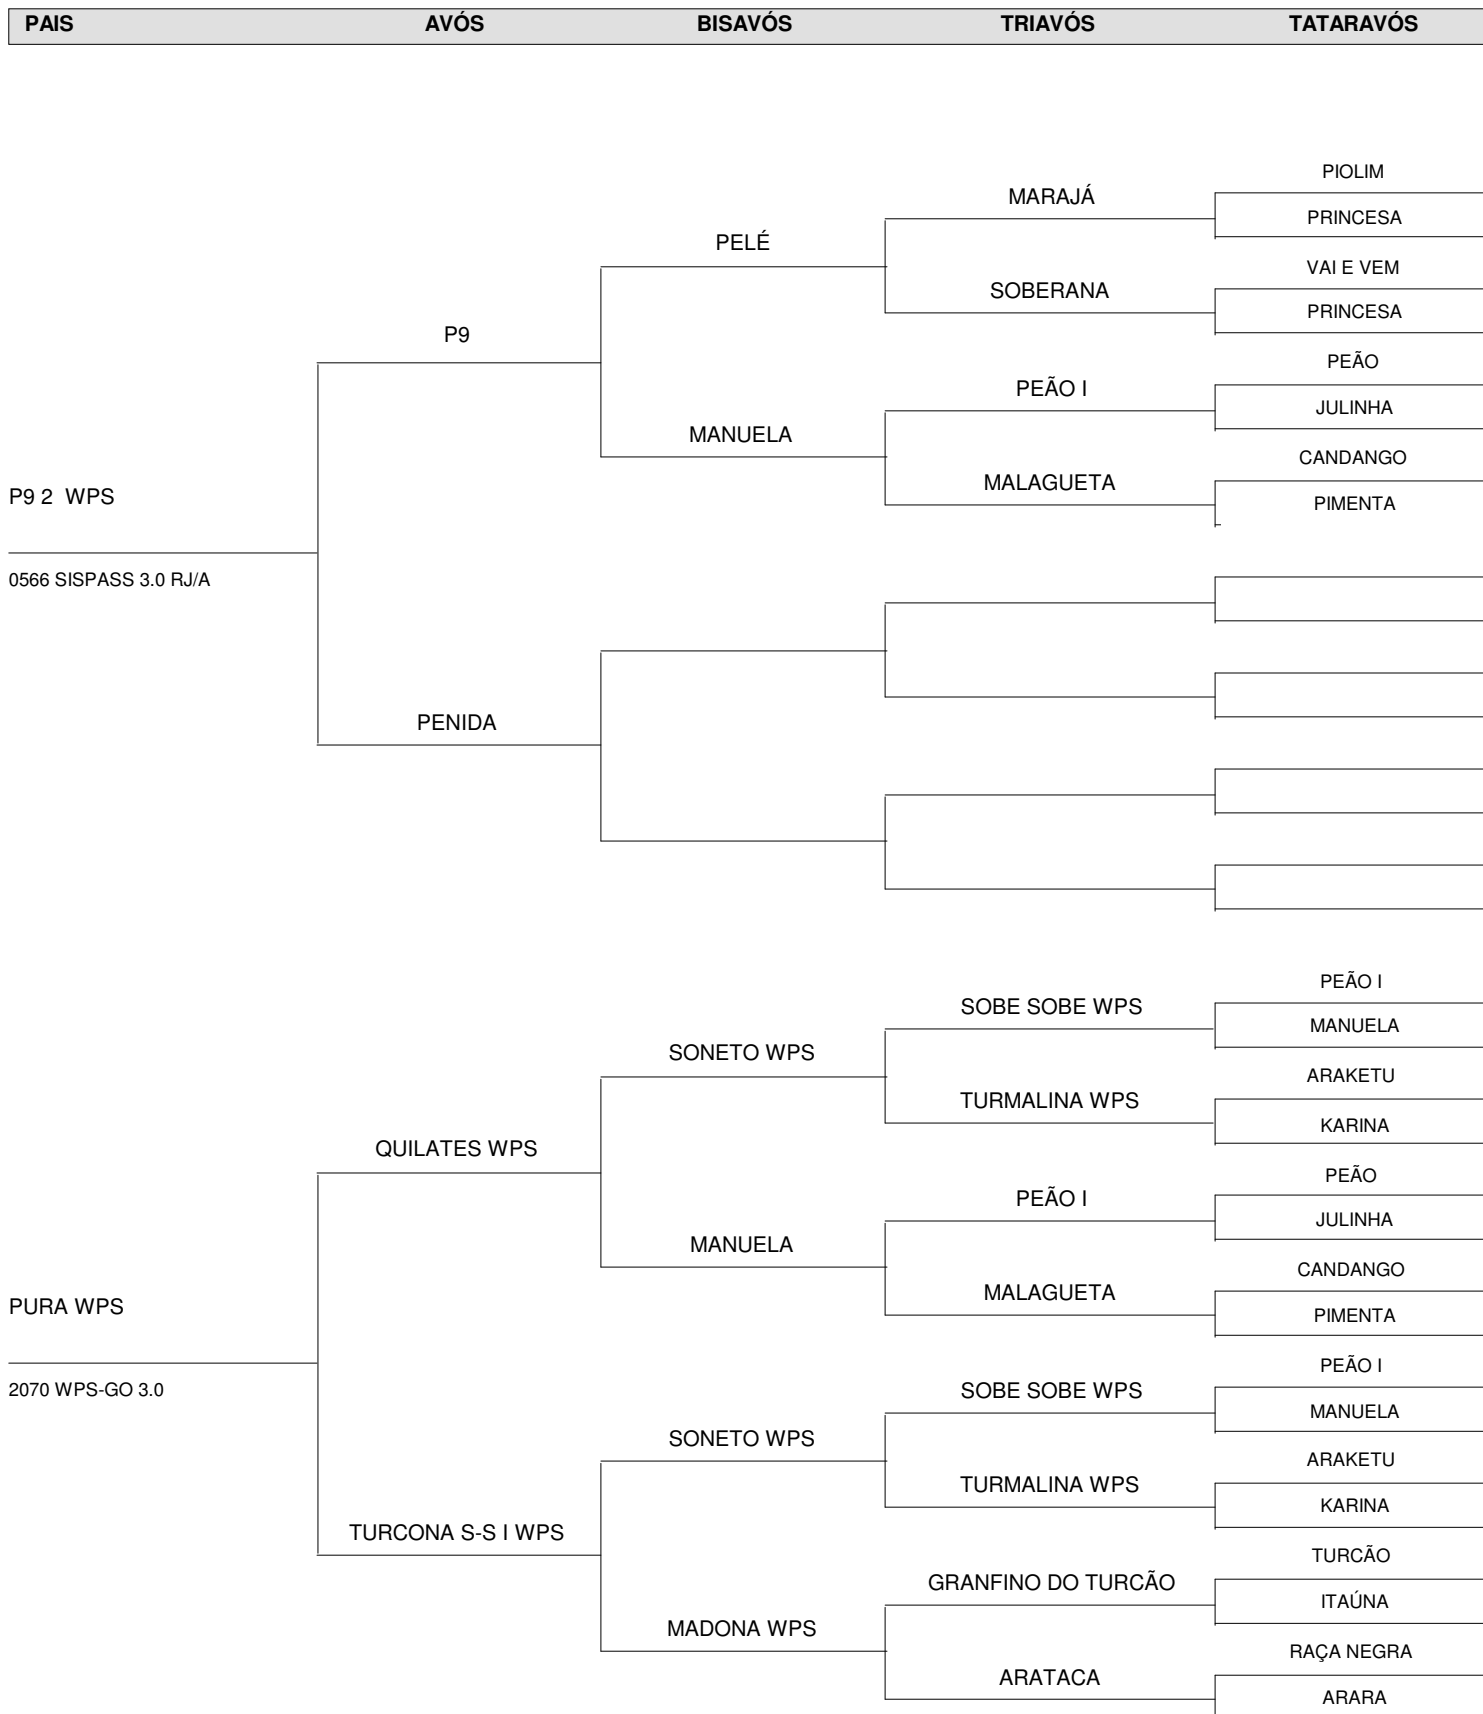 PAIS AVÓS BISAVÓS TRIAVÓS TATARAVÓS
PIOLIM
MARAJÁ
PRINCESA
PELÉ
VAI E VEM
SOBERANA
PRINCESA
P9
PEÃO
PEÃO I
JULINHA
MANUELA
CANDANGO
MALAGUETA
P9 2 WPS
PIMENTA
0566 SISPASS 3.0 RJ/A
PENIDA
PEÃO I
SOBE SOBE WPS
MANUELA
SONETO WPS
ARAKETU
TURMALINA WPS
KARINA
QUILATES WPS
PEÃO
PEÃO I
JULINHA
MANUELA
CANDANGO
MALAGUETA
PURA WPS
PIMENTA
PEÃO I
2070 WPS-GO 3.0
SOBE SOBE WPS
MANUELA
SONETO WPS
ARAKETU
TURMALINA WPS
KARINA
TURCONA S-S I WPS
TURCÃO
GRANFINO DO TURCÃO
ITAÚNA
MADONA WPS
RAÇA NEGRA
ARATACA
ARARA